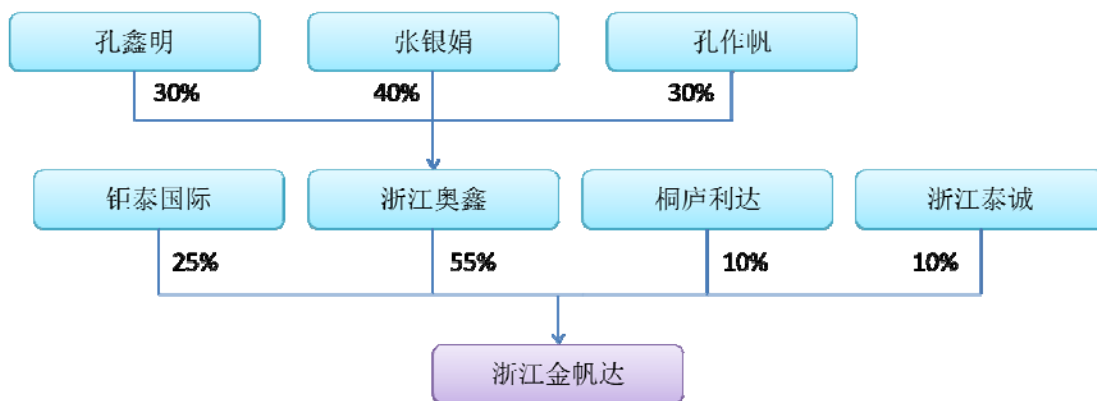 孔鑫明
张银娟
孔作帆
30%
40%
30%
钜泰国际
浙江奥鑫
桐庐利达
浙江泰诚
25%
55%
10%
10%
浙江金帆达